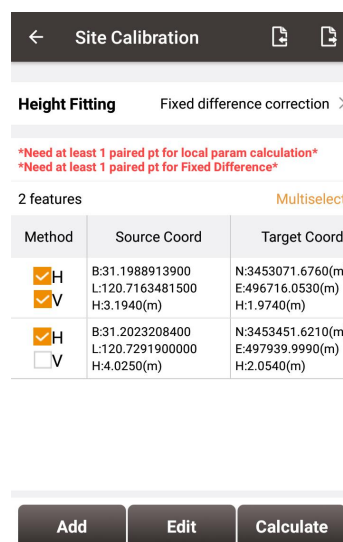 Site Calibration
Height Fitting Fixed difference correction
*Need at least 1 paired pt for local param calculation*
*Need at least 1 paired pt for Fixed Difference*
2 features Multiselect
Method Source Coord Target Coord
H
V
B:31.1988913900
L:120.7163481500
H:3.1940(m)
N:3453071.6760(m
E:496716.0530(m)
H:1.9740(m)
H
V
B:31.2023208400
L:120.7291900000
H:4.0250(m)
N:3453451.6210(m
E:497939.9990(m)
H:2.0540(m)
Add Edit Calculate